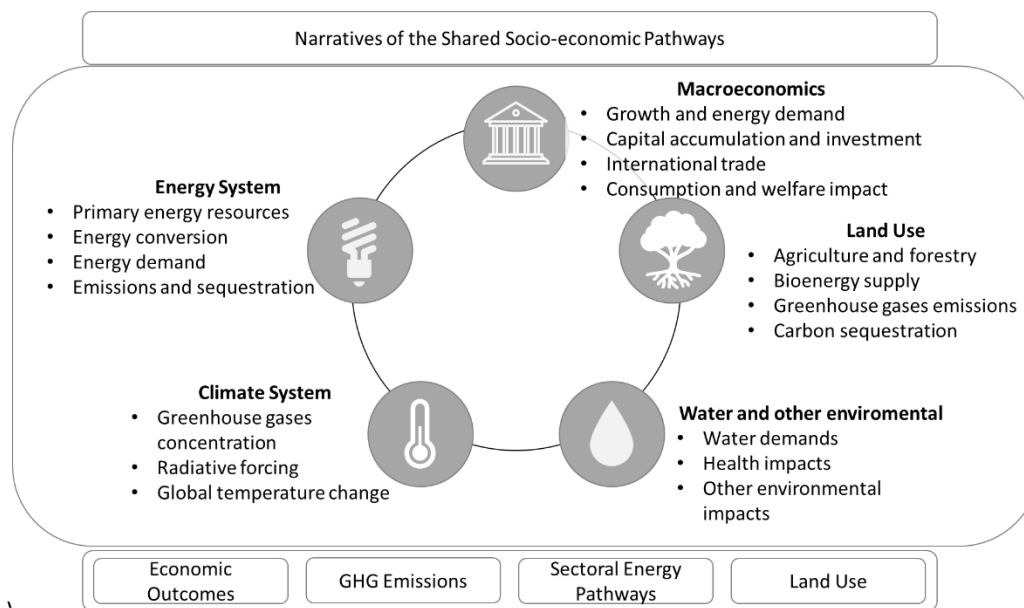 Narratives of the Shared Socio-economic Pathways
Macroeconomics
• Growth and energy demand
• Capital accumulation and investment
• International trade
• Consumption and welfare impact
Energy System
• Primary energy resources
• Energy conversion
• Energy demand
• Emissions and sequestration
Land Use
• Agriculture and forestry
• Bioenergy supply
• Greenhouse gases emissions
• Carbon sequestration
Climate System
• Greenhouse gases
concentration
• Radiative forcing
• Global temperature change
Water and other enviromental
• Water demands
• Health impacts
• Other environmental
impacts
Economic
Outcomes
GHG Emissions
Sectoral Energy
Pathways
Land Use
\